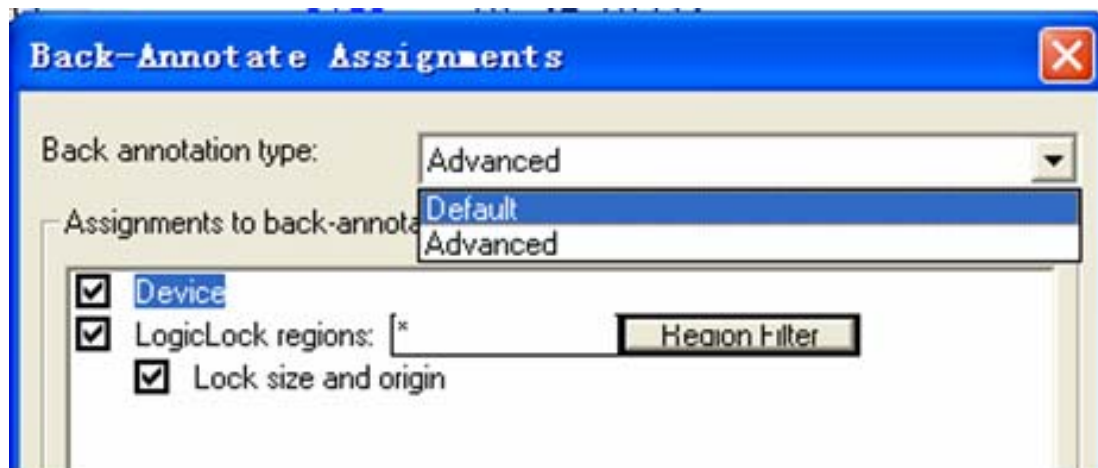 Back-Annotate Assignments
Back annotation type:
Advanced
Default
Advanced
Assignments to back-annota
Device
LogicLock regions: *
Region Filter
Lock size and origin